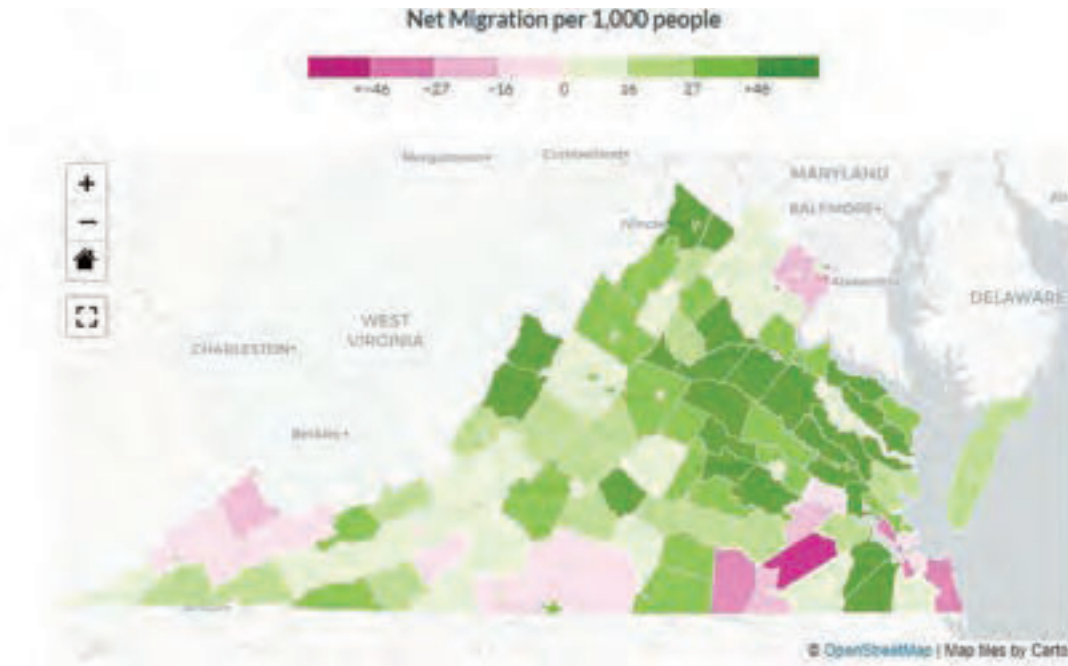 Net Migration per 1,000 people
<-46 -27 -16 0 16 27 +46
MARYLAND
BALTIMORE
DELAWARE
WEST
VIRGINIA
CHARLESTON
© OpenStreetMap | Map tiles by Carto